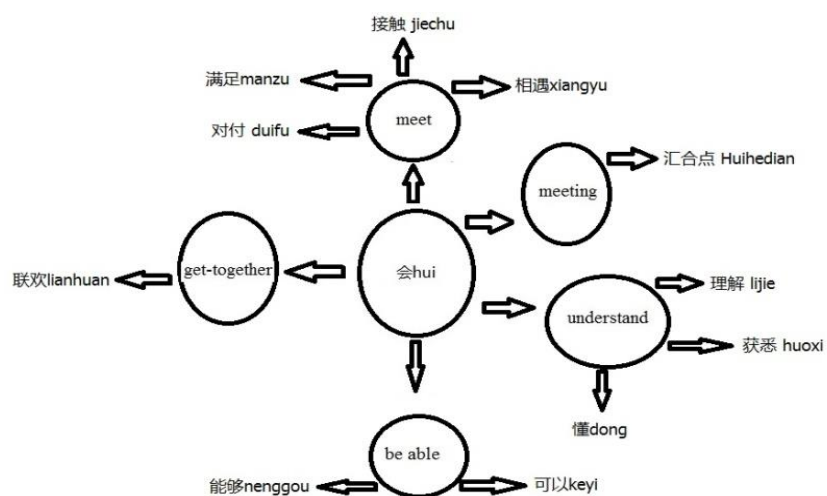 接触 jiechu
满足manzu
相遇xiangyu
meet
对付 duifu
汇合点 Huihedian
meeting
get-together
会hui
联欢lianhuan
理解 lijie
understand
获悉 huoxi
懂dong
be able
能够nenggou
可以keyi